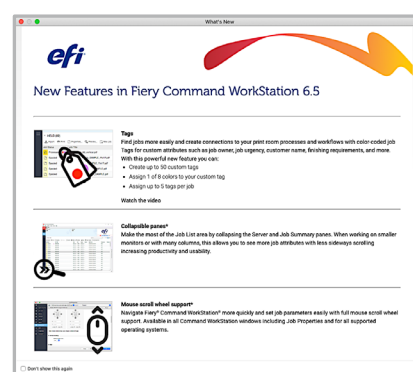 What's New
efi
New Features in Fiery Command WorkStation 6.5
Tags
Find jobs more easily and create connections to your print room processes and workflows with color-coded job
Tags for custom attributes such as job owner, job urgency, customer name, finishing requirements, and more.
With this powerful new feature you can:
• Create up to 50 custom tags
• Assign 1 of 8 colors to your custom tag
• Assign up to 5 tags per job
Watch the video
Collapsible panes*
Make the most of the Job List area by collapsing the Server and Job Summary panes. When working on smaller
monitors or with many columns, this allows you to see more job attributes with less sideways scrolling
increasing productivity and usability.
Mouse scroll wheel support*
Navigate Fiery® Command WorkStation® more quickly and set job parameters easily with full mouse scroll wheel
support. Available in all Command WorkStation windows including Job Properties and for all supported
operating systems.
Don't show this again